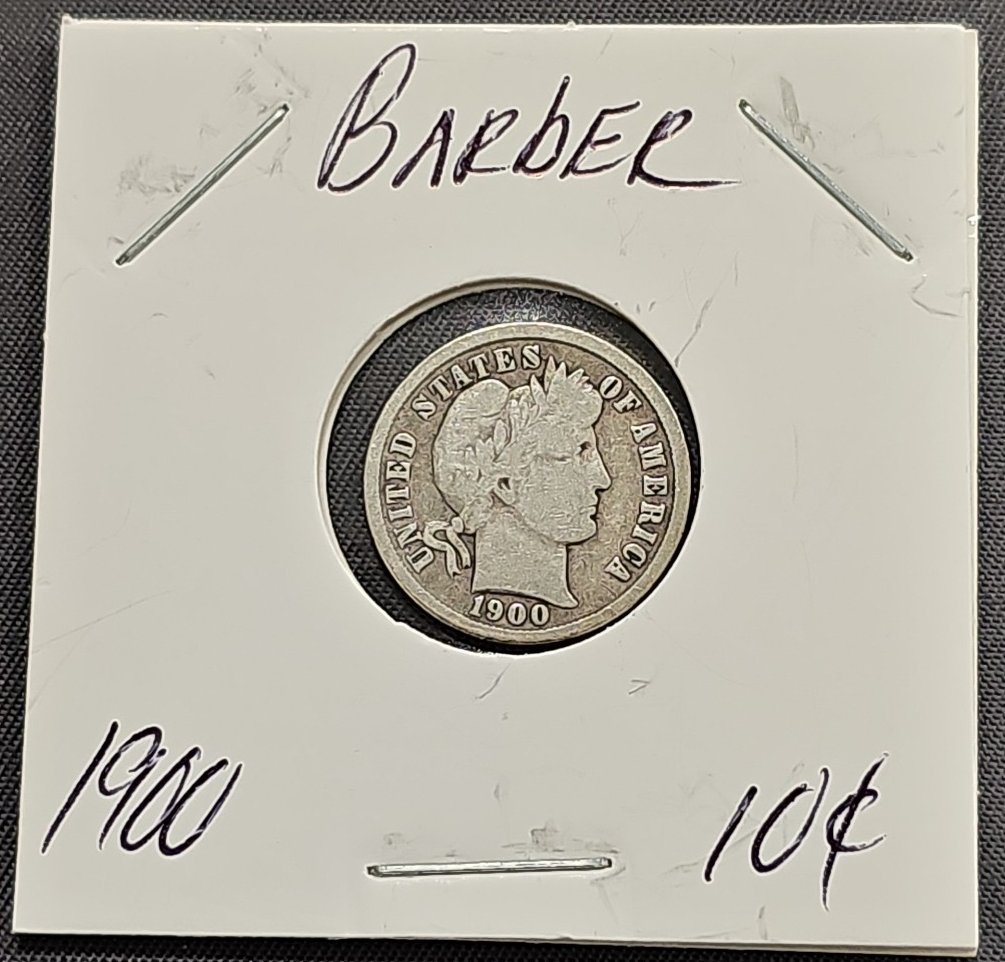 BARbER
UNITED STATES OF AMERICA
1900
1900
10¢